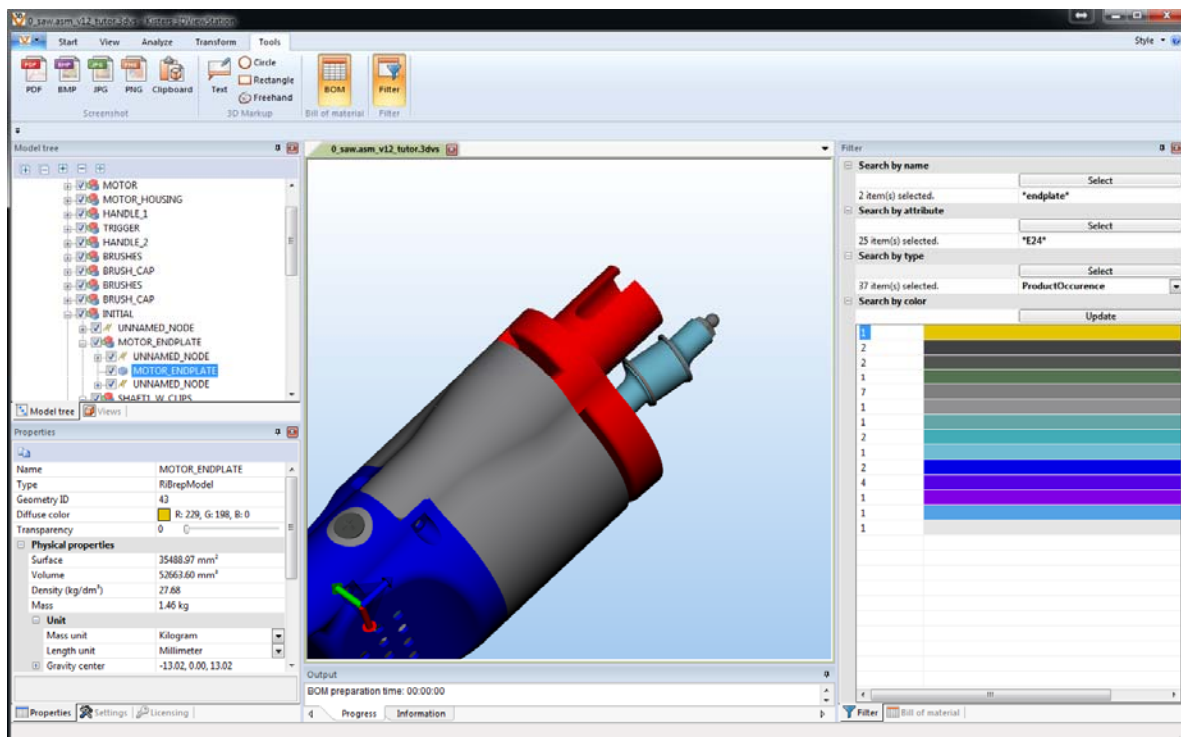 0_saw.asm_v12_tutor.3dvs - Kisters 3DViewStation
Start View Analyze Transform Tools
Style
PDF BMP JPG PNG Clipboard
Text
Circle
Rectangle
Freehand
BOM
Filter
Screenshot
3D Markup
Bill of material
Filter
Model tree
MOTOR
MOTOR_HOUSING
HANDLE_1
TRIGGER
HANDLE_2
BRUSHES
BRUSH_CAP
BRUSHES
BRUSH_CAP
INITIAL
UNNAMED_NODE
MOTOR_ENDPLATE
UNNAMED_NODE
MOTOR_ENDPLATE
UNNAMED_NODE
SHAFT1_W_CLIPS
Model tree Views
Properties
Name MOTOR_ENDPLATE
Type RiBrepModel
Geometry ID 43
Diffuse color R: 229, G: 198, B: 0
Transparency 0
Physical properties
Surface 35488.97 mm²
Volume 52663.60 mm³
Density (kg/dm³) 27.68
Mass 1.46 kg
Unit
Mass unit Kilogram
Length unit Millimeter
Gravity center -13.02, 0.00, 13.02
Properties Settings Licensing
0_saw.asm_v12_tutor.3dvs
Output
BOM preparation time: 00:00:00
Progress Information
Filter
Search by name
Select
2 item(s) selected. *endplate*
Search by attribute
Select
25 item(s) selected. *E24*
Search by type
Select
37 item(s) selected. ProductOccurence
Search by color
Update
1
2
2
1
7
1
1
2
1
2
4
1
1
1
Filter Bill of material